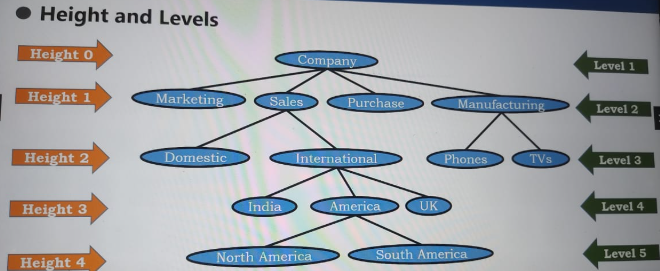 Height and Levels
Height 0 Company Level 1
Height 1 Marketing Sales Purchase Manufacturing Level 2
Height 2 Domestic International Phones TVs Level 3
Height 3 India America UK Level 4
Height 4 North America South America Level 5